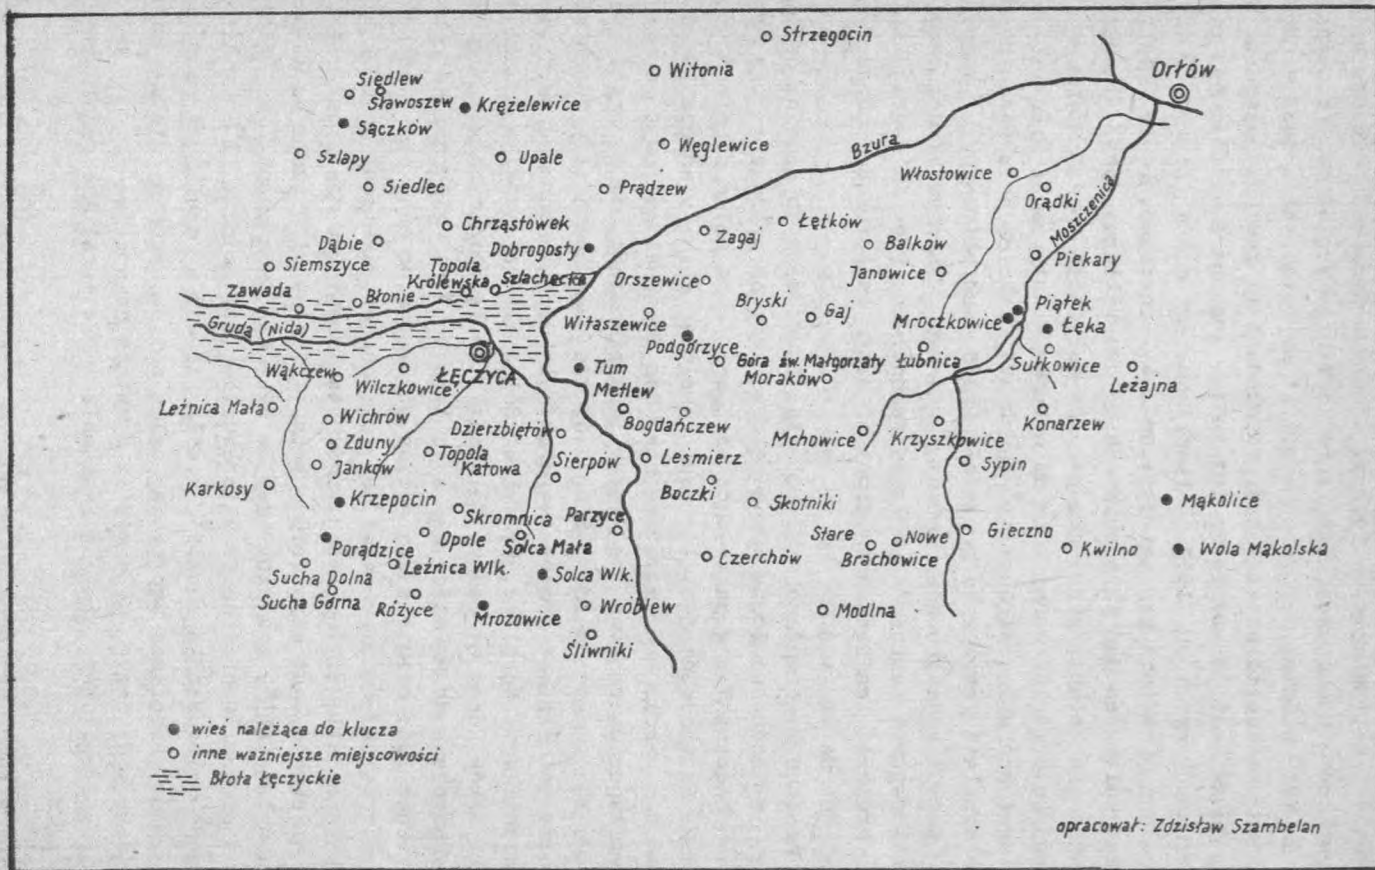 Strzegocin
Witonia
Orłów
Siedlew
Sławoszew
Krężelewice
Sączków
Węglewice
Bzura
Szlapy
Upale
Włostowice
Siedlec
Prądzew
Orądki
Moszczenica
Chrząstówek
Łętków
Zagaj
Dąbie
Dobrogosty
Balków
Piekary
Siemszyce
Topola
Królewska
Szlachecka
Orszewice
Janowice
Zawada
Błonie
Bryski
Gaj
Piątek
Mroczkowice
Grudą (Nida)
Witaszewice
Łęka
Podgórzyce
Góra św. Małgorzaty
Łubnica
Sułkowice
Wąkczew
Wilczkowice
ŁĘCZYCA
Tum
Moraków
Leżajna
Metlew
Leźnica Mała
Wichrów
Bogdańczew
Konarzew
Dzierzbiętów
Mchowice
Krzyszkowice
Zduny
Topola
Katowa
Sierpów
Leśmierz
Sypin
Janków
Karkosy
Boczki
Krzepocin
Skotniki
Mąkolice
Skromnica
Parzyce
Porądzice
Opole
Solca Mała
Stare
Nowe
Brachowice
Gieczno
Kwilno
Wola Mąkolska
Czerchów
Sucha Dolna
Leźnica Wlk.
Solca Wlk.
Sucha Górna
Różyce
Mrozowice
Wróblew
Modlna
Śliwniki
wieś należąca do klucza
inne ważniejsze miejscowości
Błota Łęczyckie
opracował: Zdzisław Szambelan